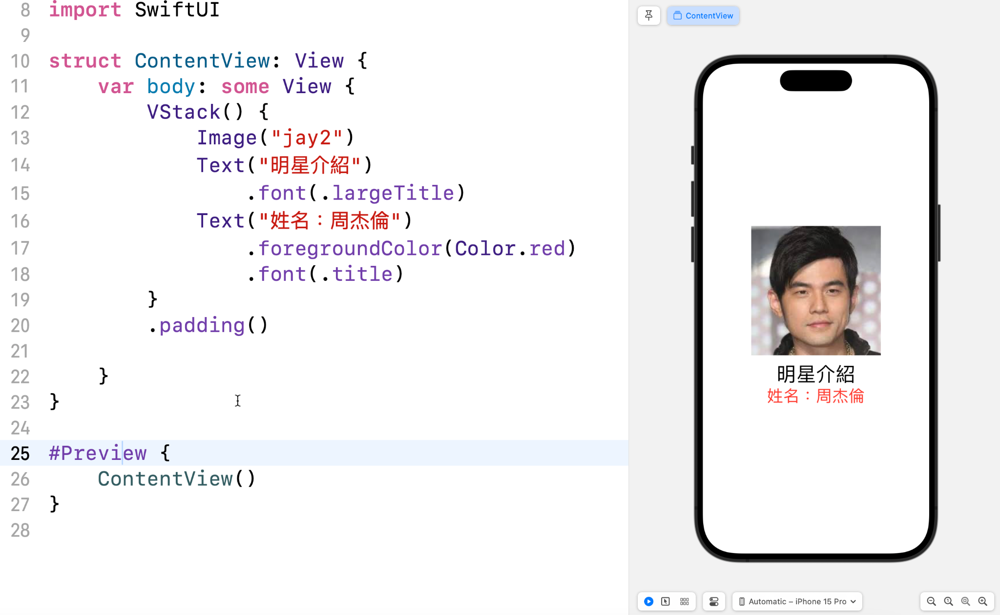 8 import SwiftUI
9
10 struct ContentView: View {
11 var body: some View {
12 VStack() {
13 Image("jay2")
14 Text("明星介紹")
15 .font(.largeTitle)
16 Text("姓名：周杰倫")
17 .foregroundColor(Color.red)
18 .font(.title)
19 }
20 .padding()
21
22 }
23 }
24
25 #Preview {
26 ContentView()
27 }
28
ContentView
明星介紹
姓名：周杰倫
Automatic – iPhone 15 Pro